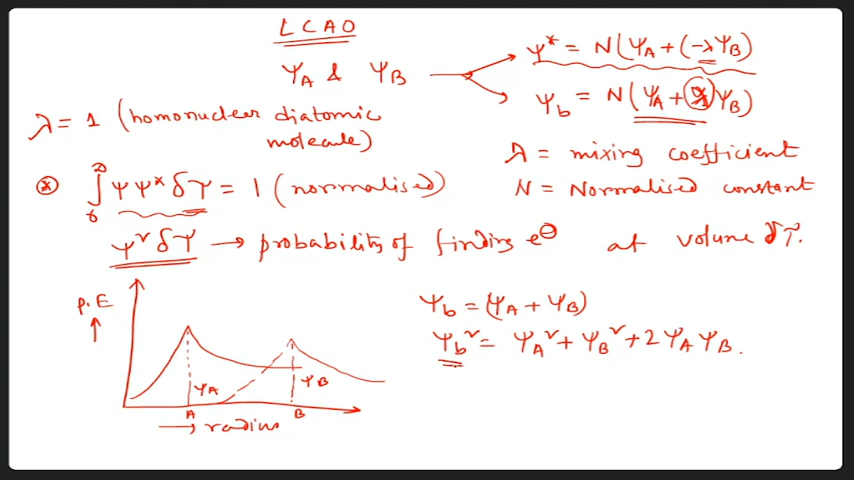 LCAO
ψA & ψB
ψ* = N(ψA + (-λψB)
ψb = N(ψA + λψB)
λ = 1 (homonuclear diatomic
molecule)
λ = mixing coefficient
N = Normalised constant
∫ ψψ* δτ = 1 (normalised)
ψ² δτ → probability of finding e⊖ at volume δτ.
P.E
ψb = (ψA + ψB)
ψb² = ψA² + ψB² + 2ψAψB.
ψA ψB
A B
→ radius